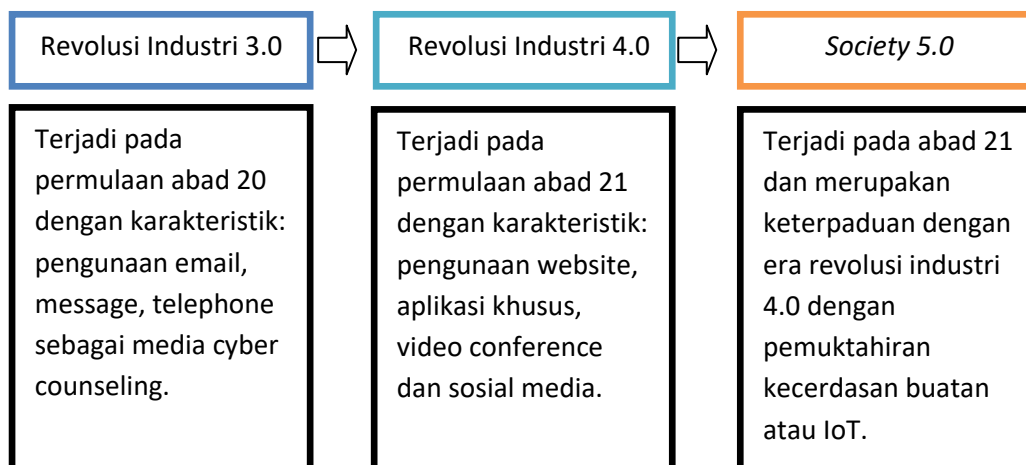 Revolusi Industri 3.0
Revolusi Industri 4.0
Society 5.0
Terjadi pada
permulaan abad 20
dengan karakteristik:
pengunaan email,
message, telephone
sebagai media cyber
counseling.
Terjadi pada
permulaan abad 21
dengan karakteristik:
pengunaan website,
aplikasi khusus,
video conference
dan sosial media.
Terjadi pada abad 21
dan merupakan
keterpaduan dengan
era revolusi industri
4.0 dengan
pemuktahiran
kecerdasan buatan
atau IoT.